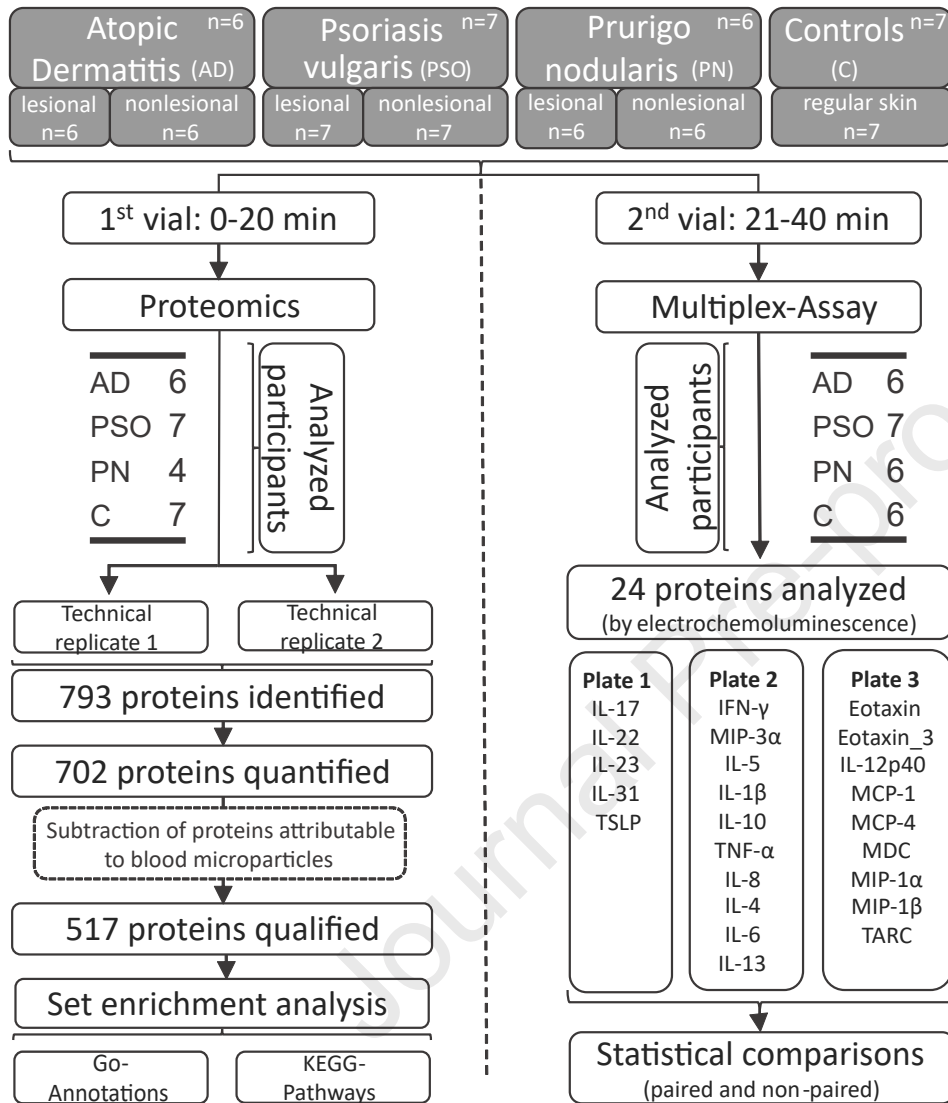 Atopic n=6
Dermatitis (AD)
lesional
n=6
nonlesional
n=6
Psoriasis n=7
vulgaris (PSO)
lesional
n=7
nonlesional
n=7
Prurigo n=6
nodularis (PN)
lesional
n=6
nonlesional
n=6
Controls n=7
(C)
regular skin
n=7
1st vial: 0-20 min
Proteomics
AD 6
PSO 7
PN 4
C 7
Analyzed
participants
Technical
replicate 1
Technical
replicate 2
793 proteins identified
702 proteins quantified
Subtraction of proteins attributable
to blood microparticles
517 proteins qualified
Set enrichment analysis
Go-
Annotations
KEGG-
Pathways
2nd vial: 21-40 min
Multiplex-Assay
Analyzed
participants
AD 6
PSO 7
PN 6
C 6
24 proteins analyzed
(by electrochemoluminescence)
Plate 1
IL-17
IL-22
IL-23
IL-31
TSLP
Plate 2
IFN-γ
MIP-3α
IL-5
IL-1β
IL-10
TNF-α
IL-8
IL-4
IL-6
IL-13
Plate 3
Eotaxin
Eotaxin_3
IL-12p40
MCP-1
MCP-4
MDC
MIP-1α
MIP-1β
TARC
Statistical comparisons
(paired and non-paired)
Journal Pre-pro